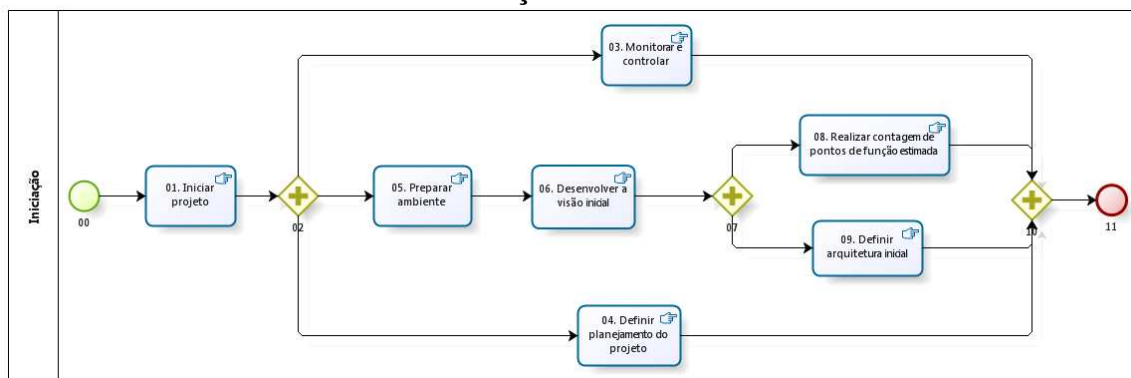 Iniciação
00
01. Iniciar
projeto
02
03. Monitorar e
controlar
05. Preparar
ambiente
06. Desenvolver a
visão inicial
07
08. Realizar contagem de
pontos de função estimada
09. Definir
arquitetura inicial
04. Definir
planejamento do
projeto
10
11